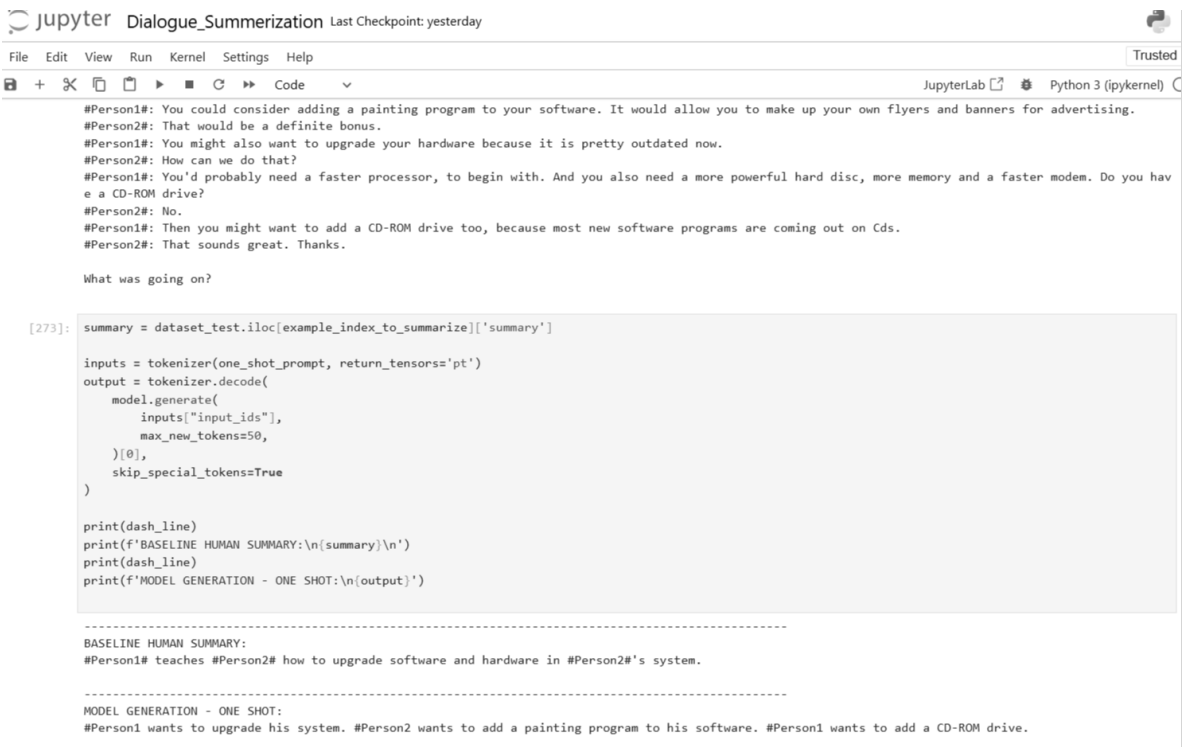 jupyter Dialogue_Summerization Last Checkpoint: yesterday
File Edit View Run Kernel Settings Help Trusted
Code JupyterLab Python 3 (ipykernel)
#Person1#: You could consider adding a painting program to your software. It would allow you to make up your own flyers and banners for advertising.
#Person2#: That would be a definite bonus.
#Person1#: You might also want to upgrade your hardware because it is pretty outdated now.
#Person2#: How can we do that?
#Person1#: You'd probably need a faster processor, to begin with. And you also need a more powerful hard disc, more memory and a faster modem. Do you hav
e a CD-ROM drive?
#Person2#: No.
#Person1#: Then you might want to add a CD-ROM drive too, because most new software programs are coming out on Cds.
#Person2#: That sounds great. Thanks.
What was going on?
[273]: summary = dataset_test.iloc[example_index_to_summarize]['summary']
inputs = tokenizer(one_shot_prompt, return_tensors='pt')
output = tokenizer.decode(
model.generate(
inputs["input_ids"],
max_new_tokens=50,
)[0],
skip_special_tokens=True
)
print(dash_line)
print(f'BASELINE HUMAN SUMMARY:\n{summary}\n')
print(dash_line)
print(f'MODEL GENERATION - ONE SHOT:\n{output}')
---------------------------------------------------------------------------------------------------
BASELINE HUMAN SUMMARY:
#Person1# teaches #Person2# how to upgrade software and hardware in #Person2#'s system.
---------------------------------------------------------------------------------------------------
MODEL GENERATION - ONE SHOT:
#Person1 wants to upgrade his system. #Person2 wants to add a painting program to his software. #Person1 wants to add a CD-ROM drive.